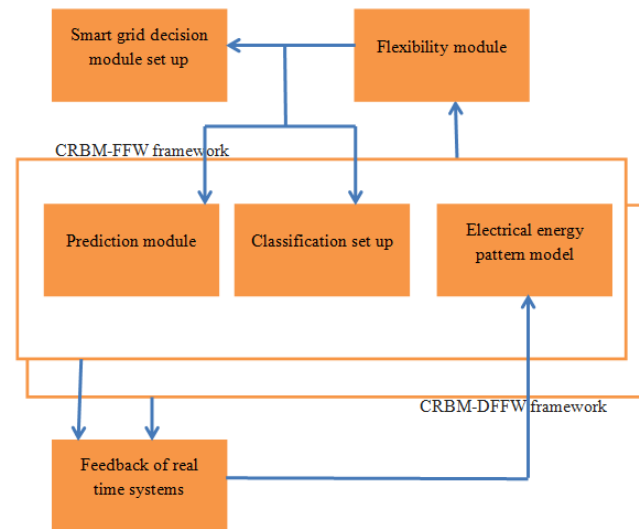 Smart grid decision
module set up
Flexibility module
CRBM-FFW framework
Prediction module
Classification set up
Electrical energy
pattern model
CRBM-DFFW framework
Feedback of real
time systems